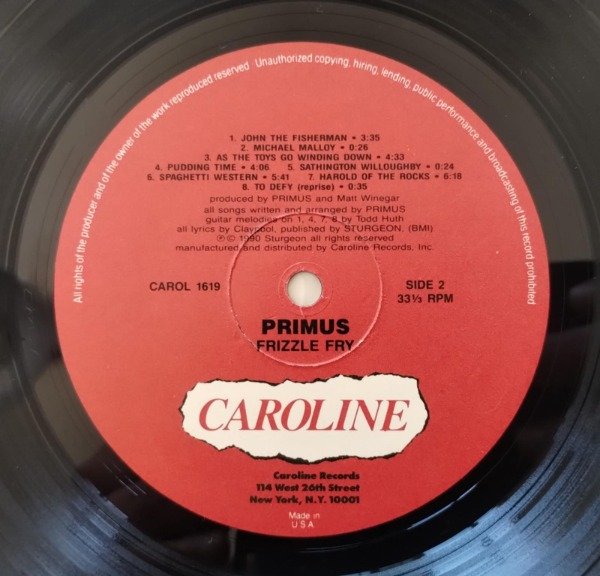 All rights of the producer and of the owner of the work reproduced reserved · Unauthorized copying, hiring, lending, public performance and broadcasting of this record prohibited
1. JOHN THE FISHERMAN • 3:35
2. MICHAEL MALLOY • 0:26
3. AS THE TOYS GO WINDING DOWN • 4:33
4. PUDDING TIME • 4:06 5. SATHINGTON WILLOUGHBY • 0:24
6. SPAGHETTI WESTERN • 5:41 7. HAROLD OF THE ROCKS • 6:18
8. TO DEFY (reprise) • 0:35
produced by PRIMUS and Matt Winegar
all songs written and arranged by PRIMUS
guitar melodies on 1, 4, 7, 8 by Todd Huth
all lyrics by Claypool, published by STURGEON, (BMI)
℗ © 1990 Sturgeon all rights reserved
manufactured and distributed by Caroline Records, Inc.
CAROL 1619
SIDE 2
33⅓ RPM
PRIMUS
FRIZZLE FRY
CAROLINE
Caroline Records
114 West 26th Street
New York, N.Y. 10001
Made in
USA